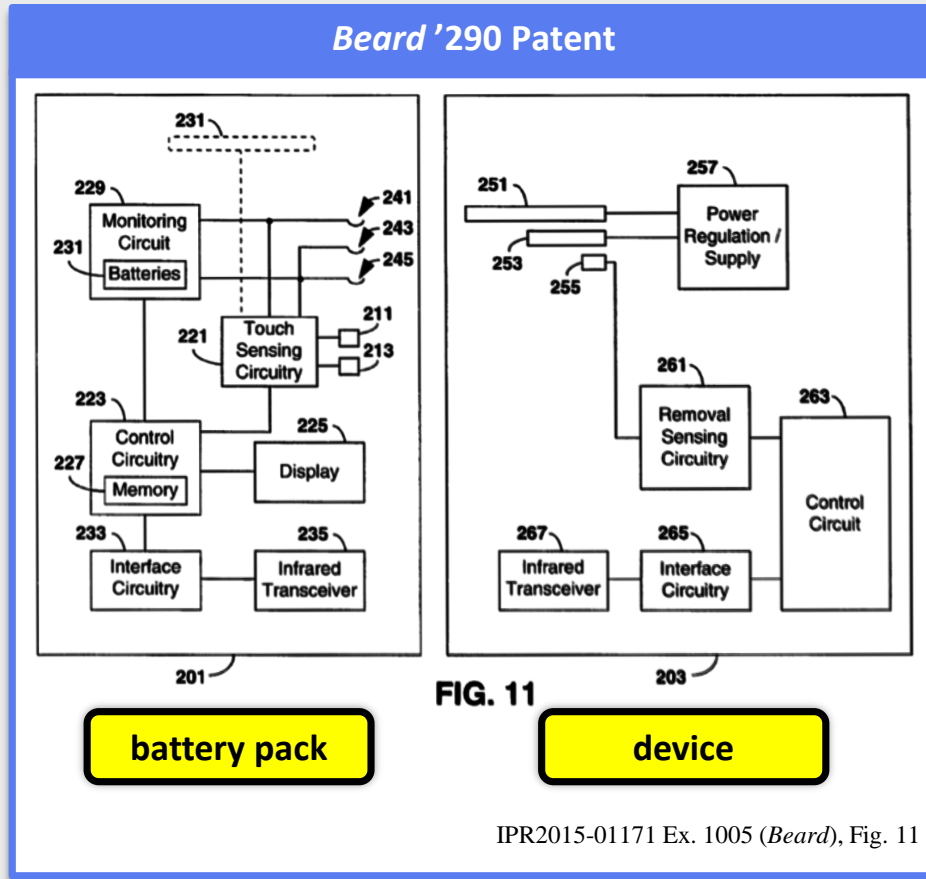 Beard ’290 Patent
231
229
Monitoring
Circuit
231
Batteries
241
243
245
211
213
221
Touch
Sensing
Circuitry
223
Control
Circuitry
227
Memory
225
Display
233
Interface
Circuitry
235
Infrared
Transceiver
201
251
253
255
257
Power
Regulation /
Supply
261
Removal
Sensing
Circuitry
263
Control
Circuit
267
Infrared
Transceiver
265
Interface
Circuitry
203
FIG. 11
battery pack
device
IPR2015-01171 Ex. 1005 (Beard), Fig. 11